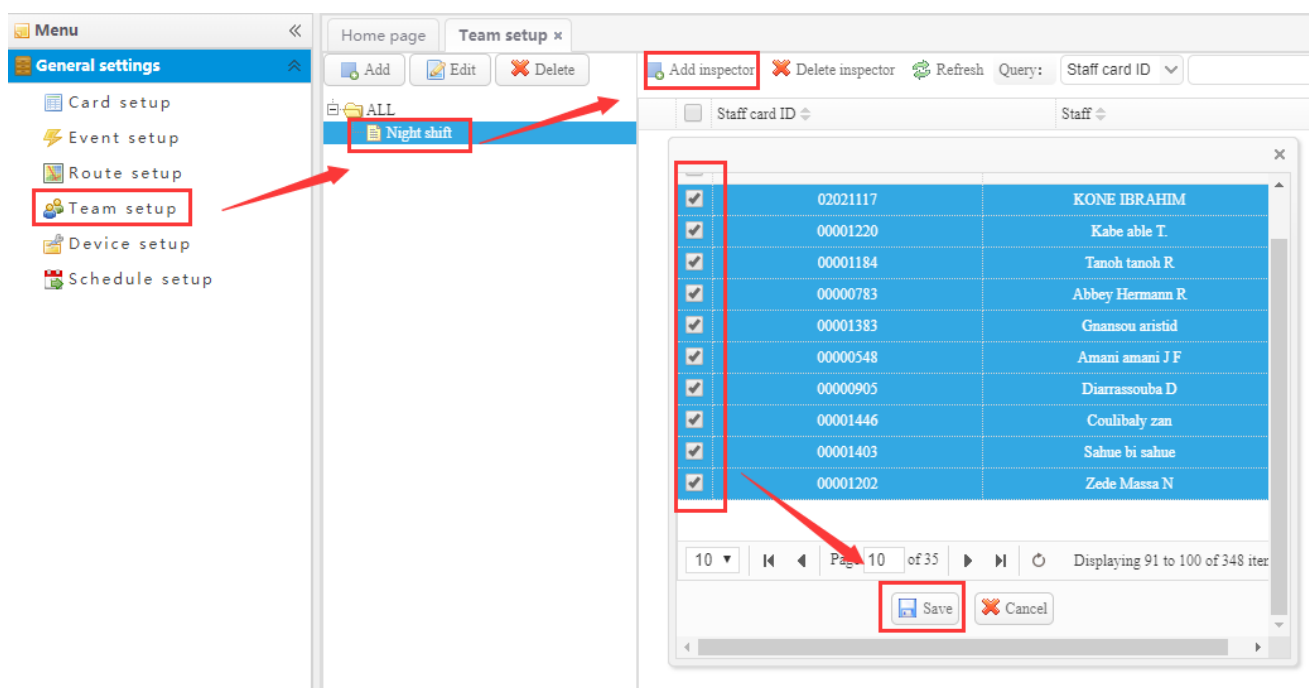 Menu
General settings
Card setup
Event setup
Route setup
Team setup
Device setup
Schedule setup
Home page Team setup ×
Add Edit Delete
ALL
Night shift
Add inspector Delete inspector Refresh Query: Staff card ID
Staff card ID Staff
02021117 KONE IBRAHIM
00001220 Kabe able T.
00001184 Tanoh tanoh R
00000783 Abbey Hermann R
00001383 Gnansou aristid
00000548 Amani amani J F
00000905 Diarrassouba D
00001446 Coulibaly zan
00001403 Sahue bi sahue
00001202 Zede Massa N
10 Page 10 of 35 Displaying 91 to 100 of 348 iter
Save Cancel